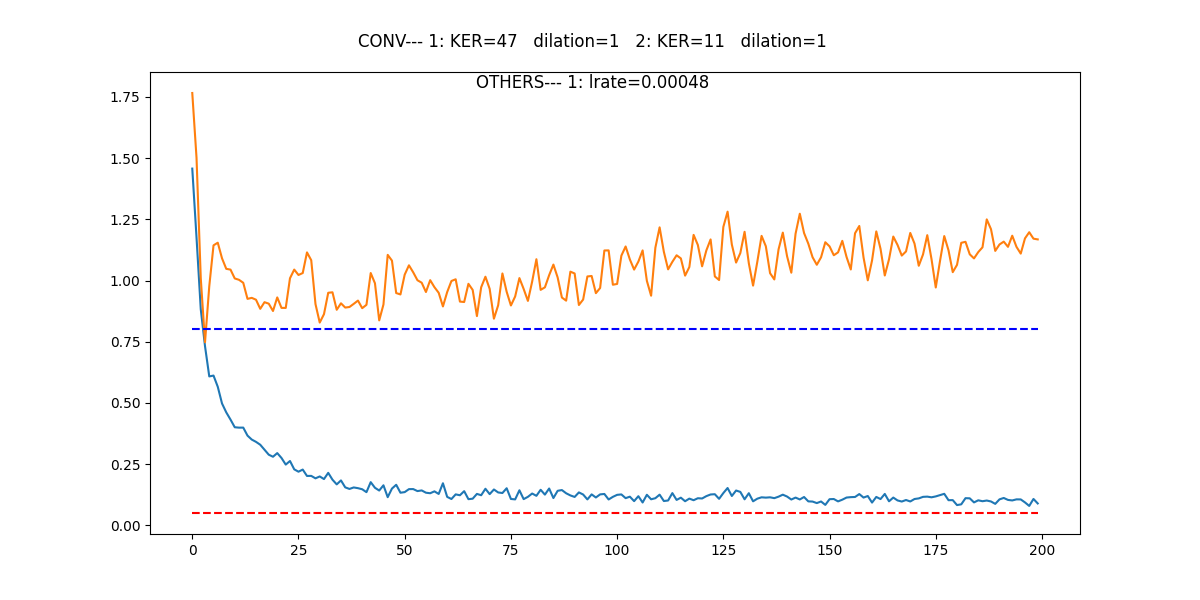 CONV--- 1: KER=47   dilation=1   2: KER=11   dilation=1
OTHERS--- 1: lrate=0.00048
1.75
1.50
1.25
1.00
0.75
0.50
0.25
0.00
0 25 50 75 100 125 150 175 200